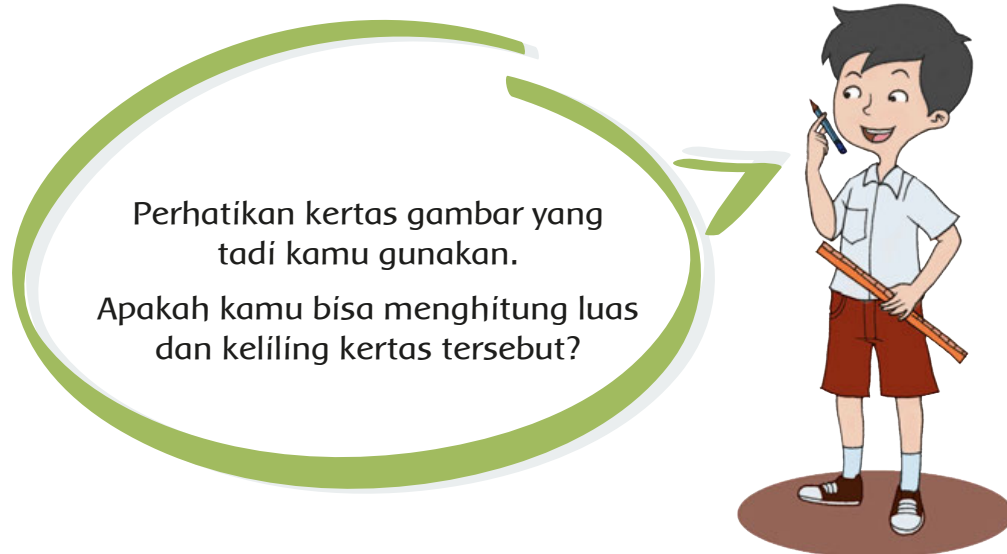 Perhatikan kertas gambar yang
tadi kamu gunakan.
Apakah kamu bisa menghitung luas
dan keliling kertas tersebut?